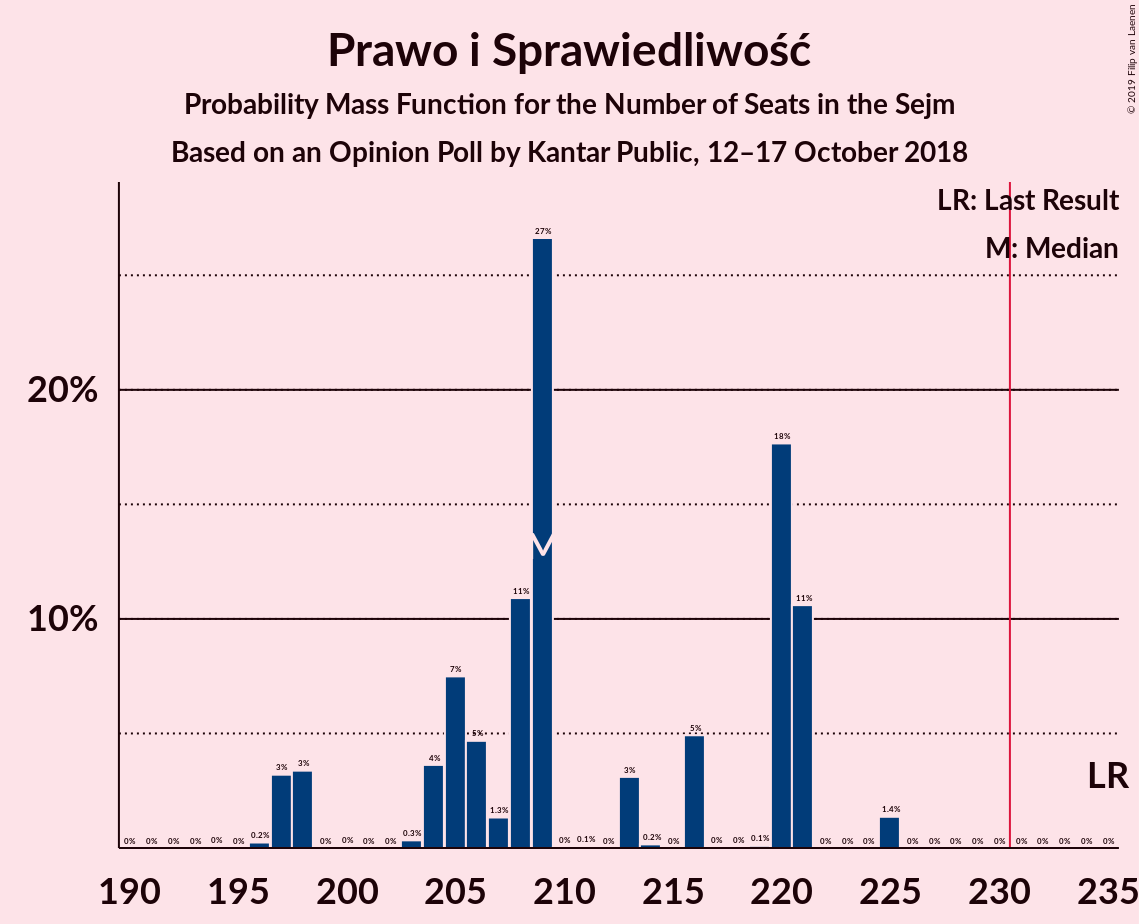 © 2019 Filip van Laenen
Prawo i Sprawiedliwość
Probability Mass Function for the Number of Seats in the Sejm
Based on an Opinion Poll by Kantar Public, 12–17 October 2018
LR: Last Result
M: Median
20%
10%
0% 0% 0% 0% 0% 0% 0.2% 3% 3% 0% 0% 0% 0% 0.3% 4% 7% 5% 1.3% 11% 27% 0% 0.1% 0% 3% 0.2% 0% 5% 0% 0% 0.1% 18% 11% 0% 0% 0% 1.4% 0% 0% 0% 0% 0% 0% 0% 0% 0% 0%
LR
190 195 200 205 210 215 220 225 230 235